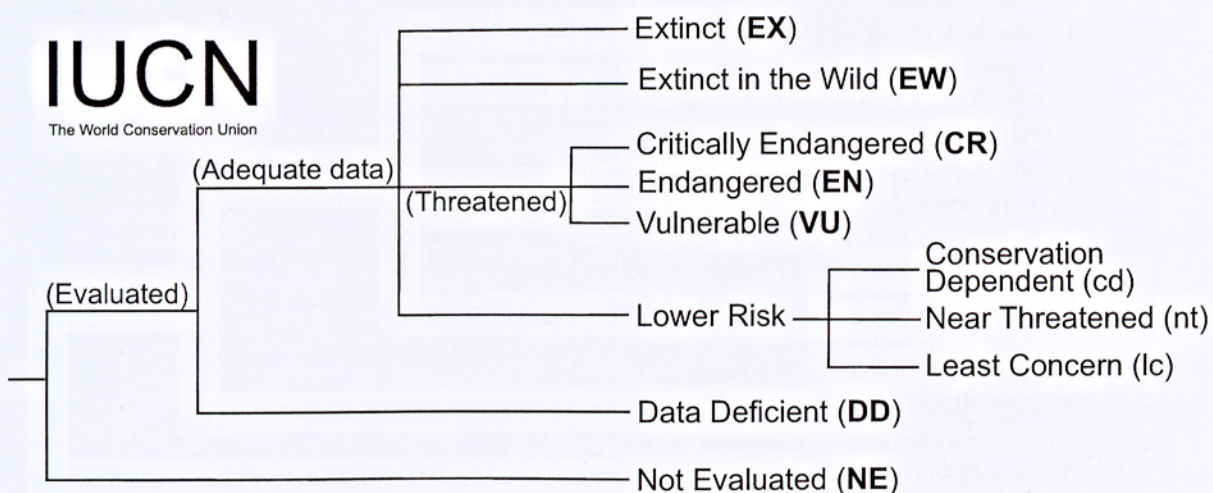 IUCN
The World Conservation Union
Extinct (EX)
Extinct in the Wild (EW)
Critically Endangered (CR)
(Adequate data)
Endangered (EN)
(Threatened)
Vulnerable (VU)
Conservation
Dependent (cd)
(Evaluated)
Lower Risk
Near Threatened (nt)
Least Concern (lc)
Data Deficient (DD)
Not Evaluated (NE)